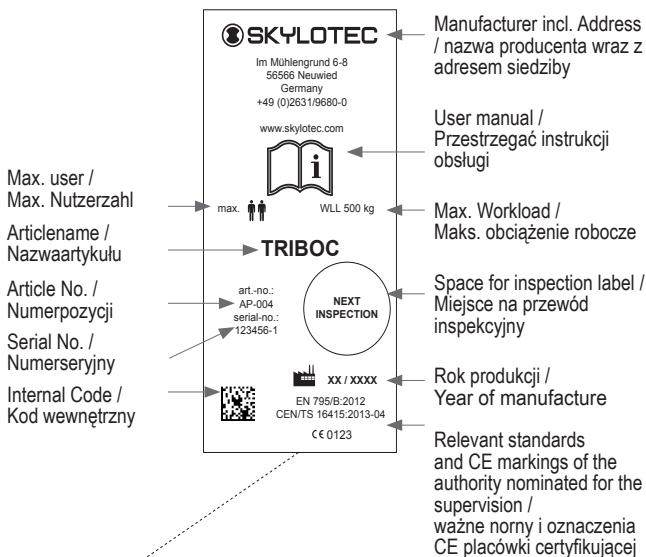 SKYLOTEC
Im Mühlengrund 6-8
56566 Neuwied
Germany
+49 (0)2631/9680-0
www.skylotec.com
i
max.
WLL 500 kg
TRIBOC
art.-no.:
AP-004
serial-no.:
123456-1
NEXT
INSPECTION
XX / XXXX
EN 795/B:2012
CEN/TS 16415:2013-04
CE 0123
Max. user /
Max. Nutzerzahl
Articlename /
Nazwaartykułu
Article No. /
Numerpozycji
Serial No. /
Numerseryjny
Internal Code /
Kod wewnętrzny
Manufacturer incl. Address
/ nazwa producenta wraz z
adresem siedziby
User manual /
Przestrzegać instrukcji
obsługi
Max. Workload /
Maks. obciążenie robocze
Space for inspection label /
Miejsce na przewód
inspekcyjny
Rok produkcji /
Year of manufacture
Relevant standards
and CE markings of the
authority nominated for the
supervision /
ważne norny i oznaczenia
CE placówki certyfikującej